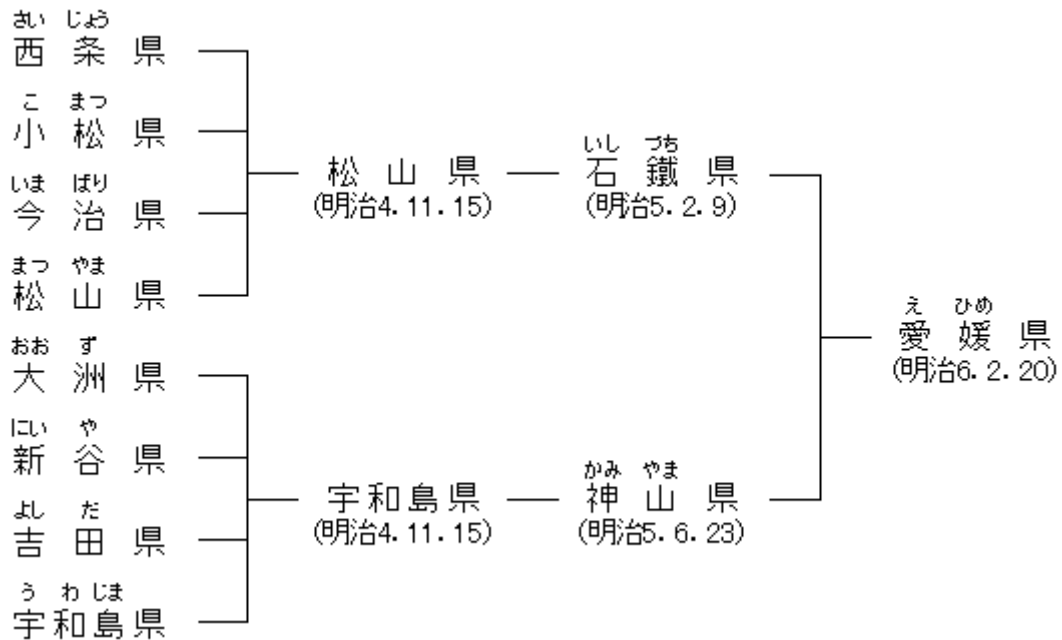 さい じょう
西条県
こ まつ
小松県
いま ばり
今治県
まつ やま
松山県
おお ず
大洲県
にい や
新谷県
よし だ
吉田県
う わ じま
宇和島県
松山県
(明治4.11.15)
宇和島県
(明治4.11.15)
いし づち
石鐵県
(明治5.2.9)
かみ やま
神山県
(明治5.6.23)
え ひめ
愛媛県
(明治6.2.20)